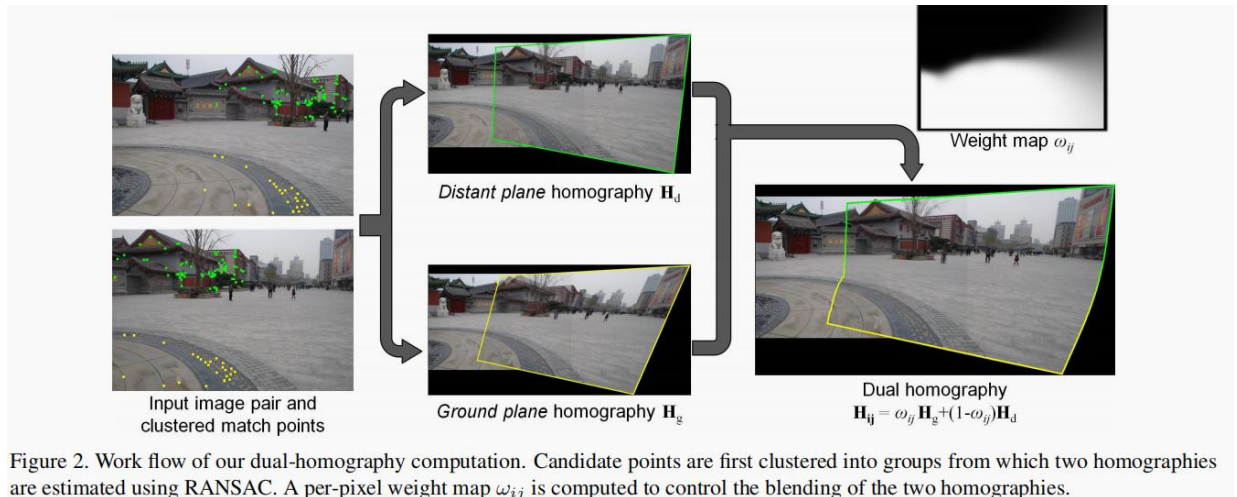 Distant plane homography Hd
Weight map ωij
Input image pair and
clustered match points
Ground plane homography Hg
Dual homography
Hij = ωij Hg+(1-ωij)Hd
Figure 2. Work flow of our dual-homography computation. Candidate points are first clustered into groups from which two homographies
are estimated using RANSAC. A per-pixel weight map ωij is computed to control the blending of the two homographies.